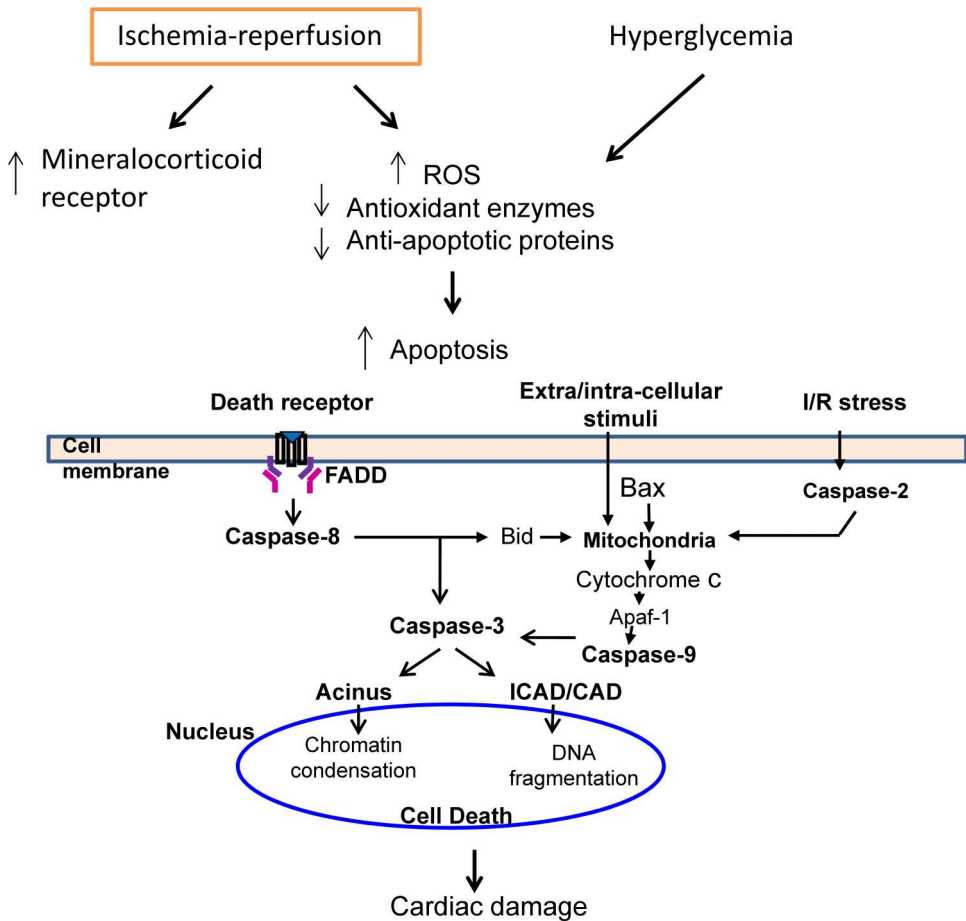 Ischemia-reperfusion
Hyperglycemia
↑ Mineralocorticoid
receptor
↑ ROS
↓ Antioxidant enzymes
↓ Anti-apoptotic proteins
↑ Apoptosis
Death receptor
Extra/intra-cellular
stimuli
I/R stress
Cell
membrane
FADD
Bax
Caspase-2
Caspase-8
Bid
Mitochondria
Cytochrome c
Apaf-1
Caspase-3
Caspase-9
Acinus
ICAD/CAD
Nucleus
Chromatin
condensation
DNA
fragmentation
Cell Death
Cardiac damage